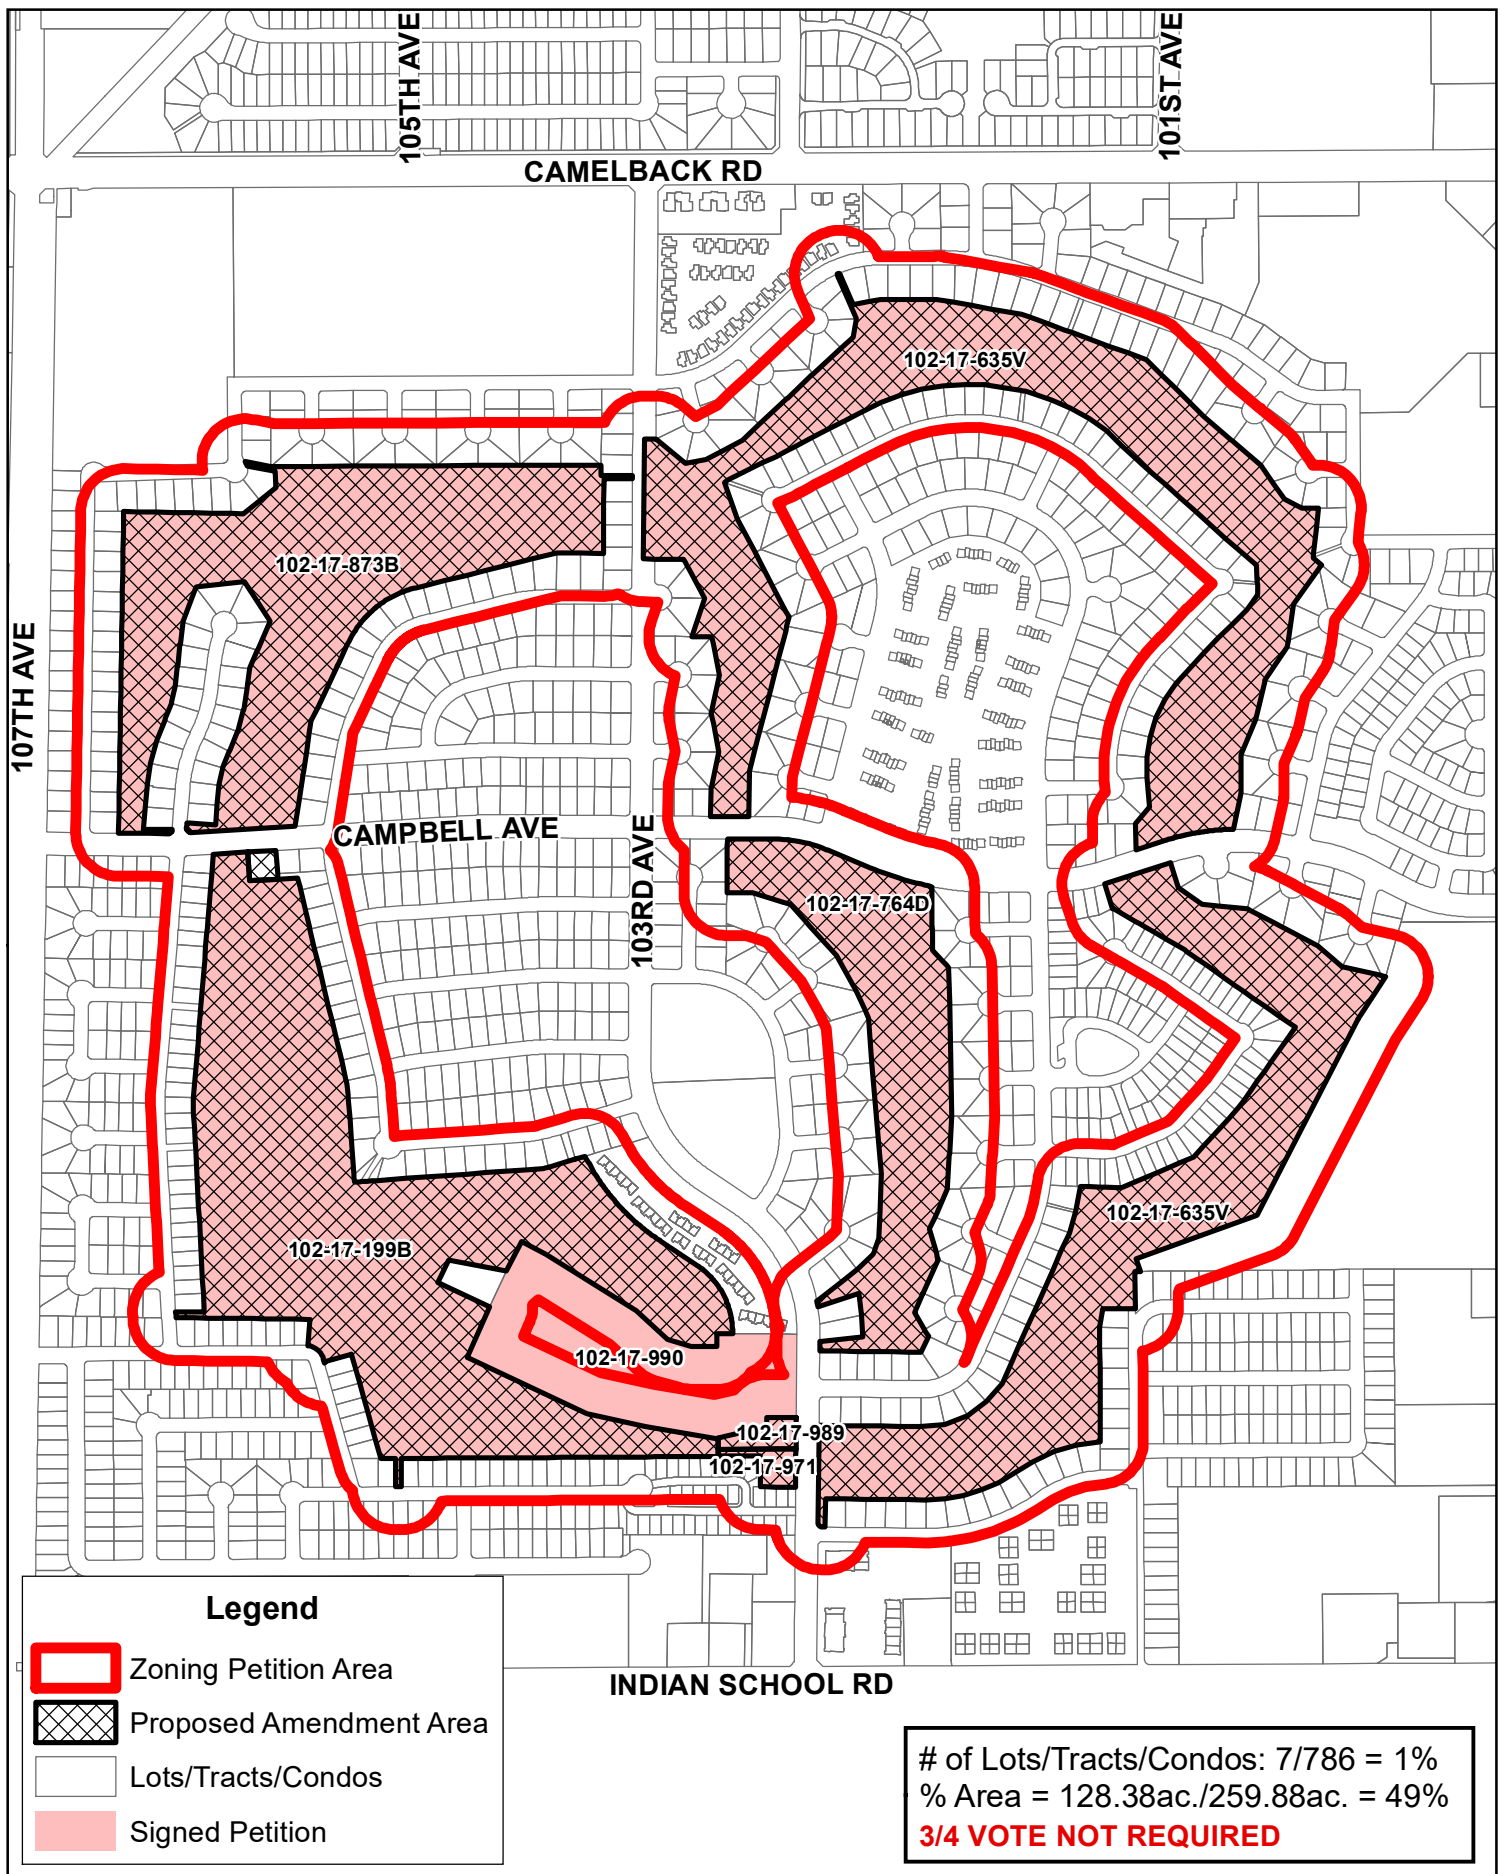 105TH AVE
101ST AVE
CAMELBACK RD
102-17-635V
102-17-873B
107TH AVE
CAMPBELL AVE
103RD AVE
102-17-764D
102-17-635V
102-17-199B
102-17-990
102-17-989
102-17-971
INDIAN SCHOOL RD
Legend
Zoning Petition Area
Proposed Amendment Area
Lots/Tracts/Condos
Signed Petition
# of Lots/Tracts/Condos: 7/786 = 1%
% Area = 128.38ac./259.88ac. = 49%
3/4 VOTE NOT REQUIRED